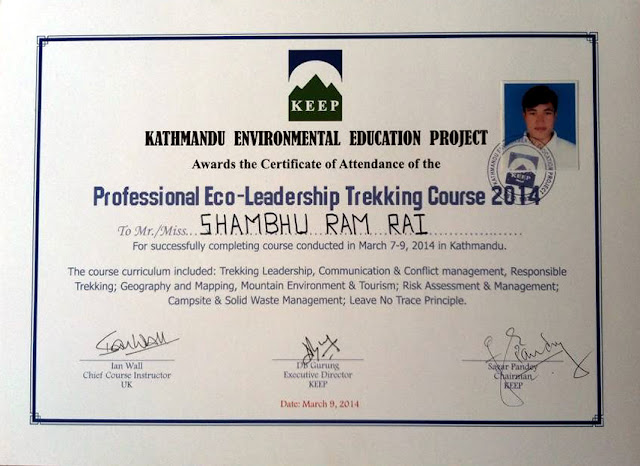 KEEP
KATHMANDU ENVIRONMENTAL EDUCATION PROJECT
Awards the Certificate of Attendance of the
Professional Eco-Leadership Trekking Course 2014
To Mr./Miss...SHAMBHU RAM RAI
For successfully completing course conducted in March 7-9, 2014 in Kathmandu.
The course curriculum included: Trekking Leadership, Communication & Conflict management, Responsible
Trekking; Geography and Mapping, Mountain Environment & Tourism; Risk Assessment & Management;
Campsite & Solid Waste Management; Leave No Trace Principle.
Ian Wall
Chief Course Instructor
UK
DB Gurung
Executive Director
KEEP
Sagar Pandey
Chairman
KEEP
Date: March 9, 2014